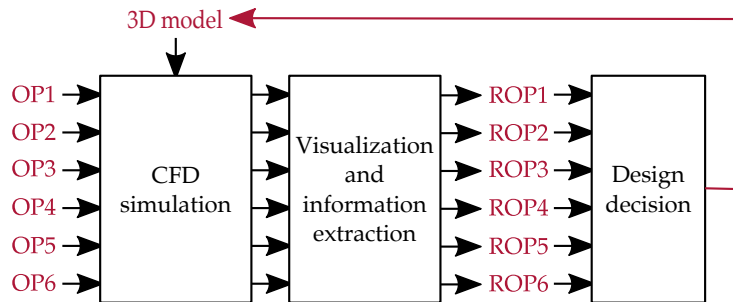 3D model
OP1
OP2
OP3
OP4
OP5
OP6
CFD
simulation
Visualization
and
information
extraction
ROP1
ROP2
ROP3
ROP4
ROP5
ROP6
Design
decision